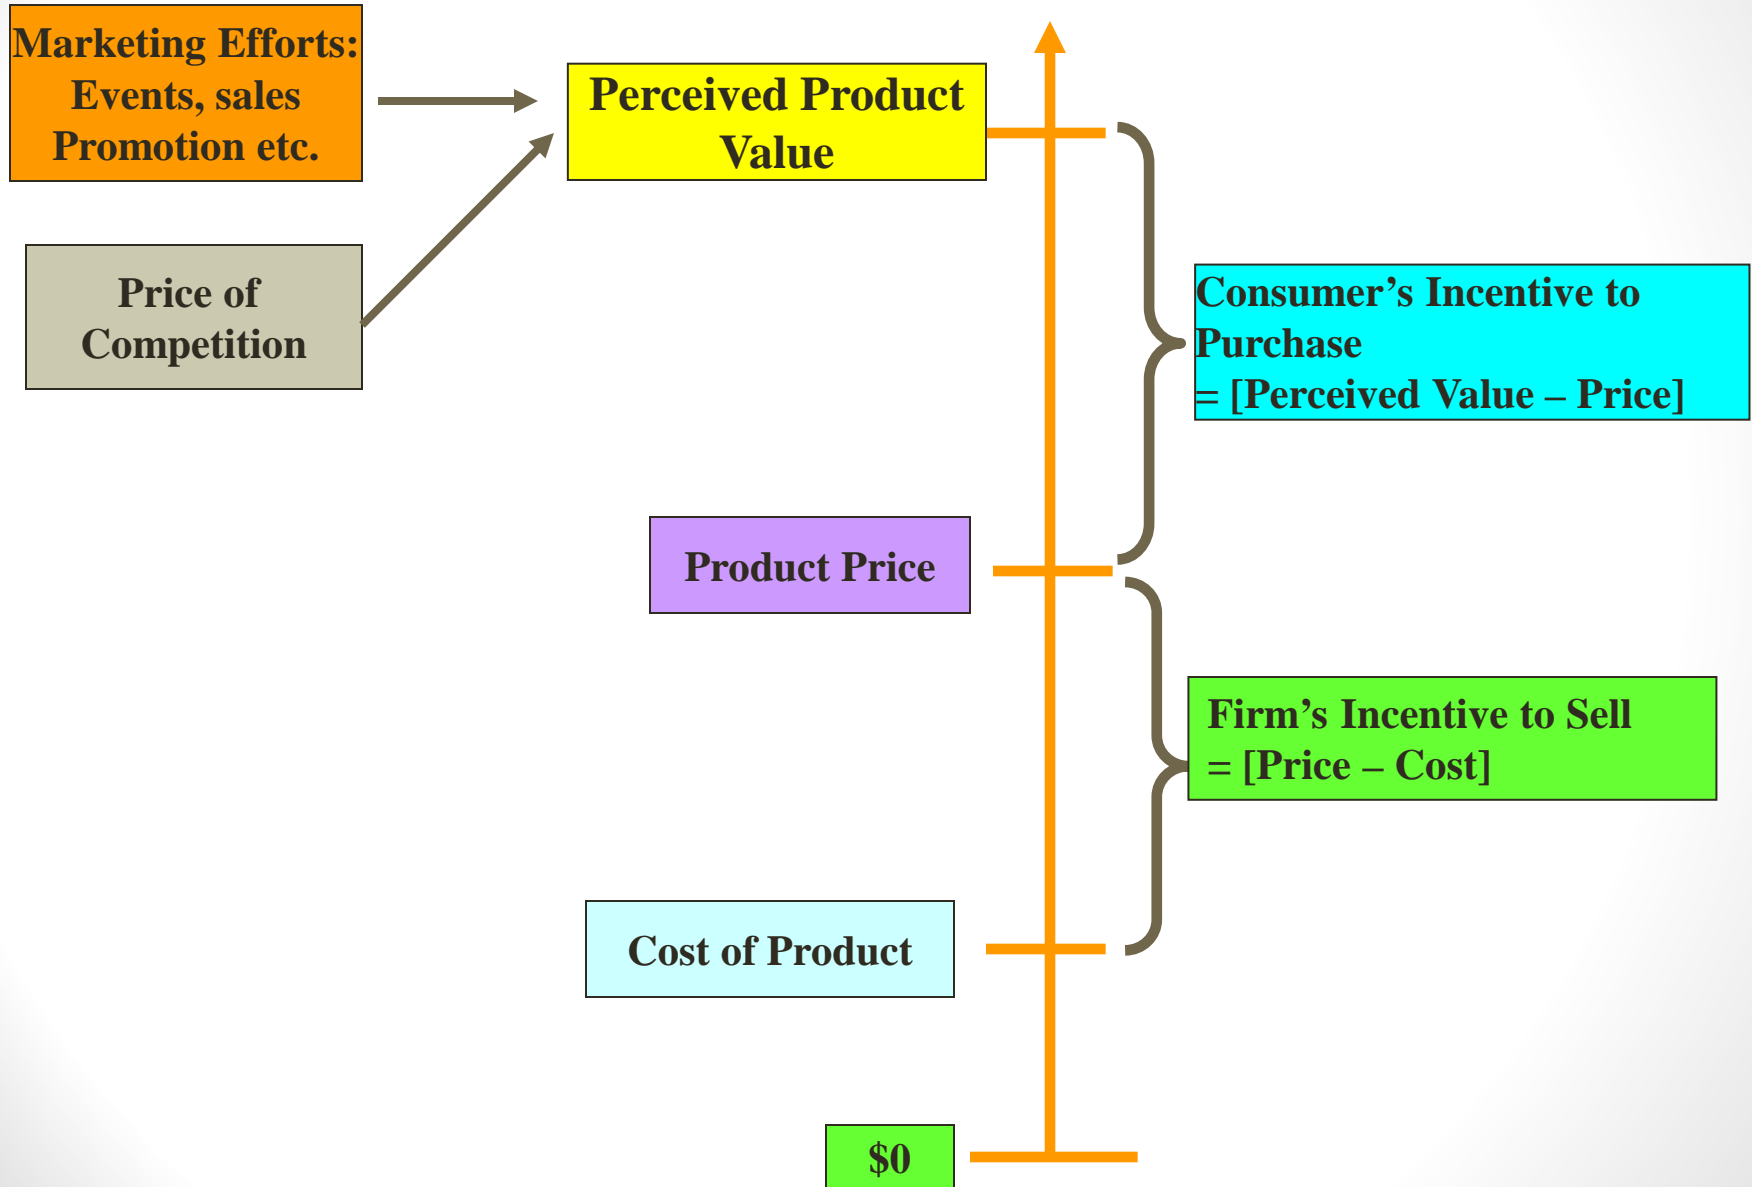 Marketing Efforts:
Events, sales
Promotion etc.
Perceived Product
Value
Price of
Competition
Consumer’s Incentive to
Purchase
= [Perceived Value – Price]
Product Price
Firm’s Incentive to Sell
= [Price – Cost]
Cost of Product
$0